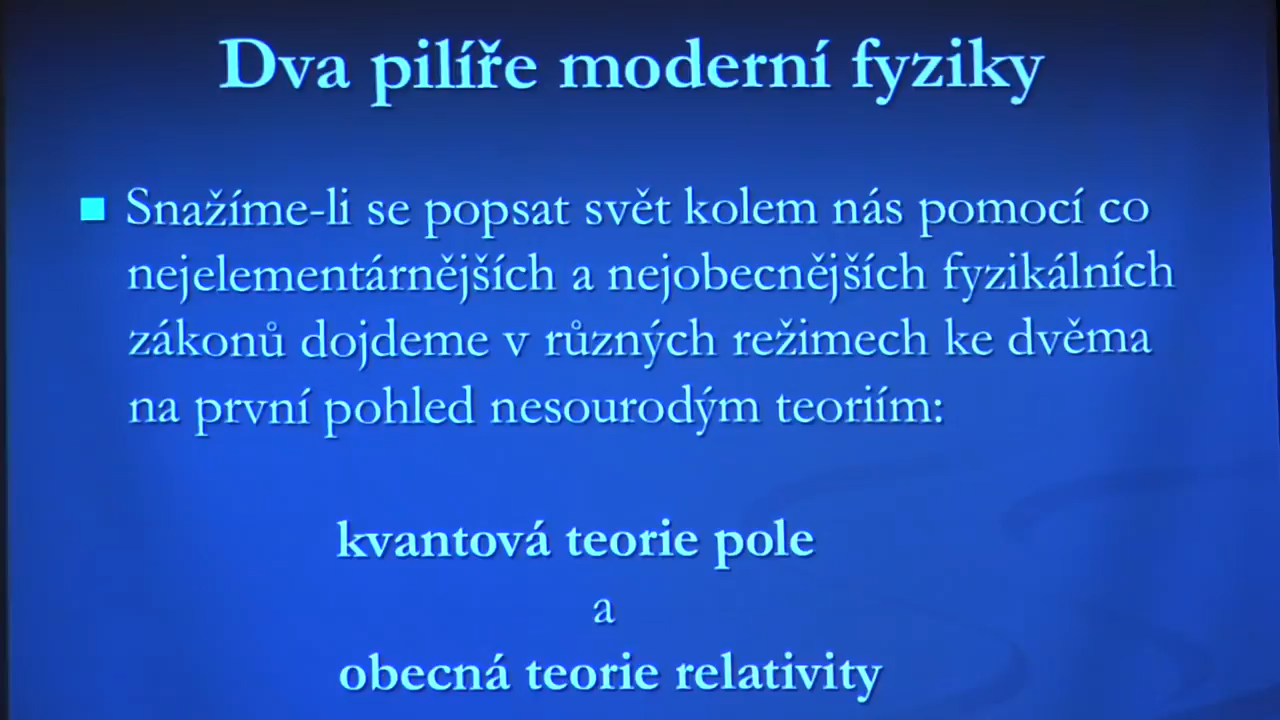 Dva pilíře moderní fyziky
Snažíme-li se popsat svět kolem nás pomocí co
nejelementárnějších a nejobecnějších fyzikálních
zákonů dojdeme v různých režimech ke dvěma
na první pohled nesourodým teoriím:
kvantová teorie pole
a
obecná teorie relativity